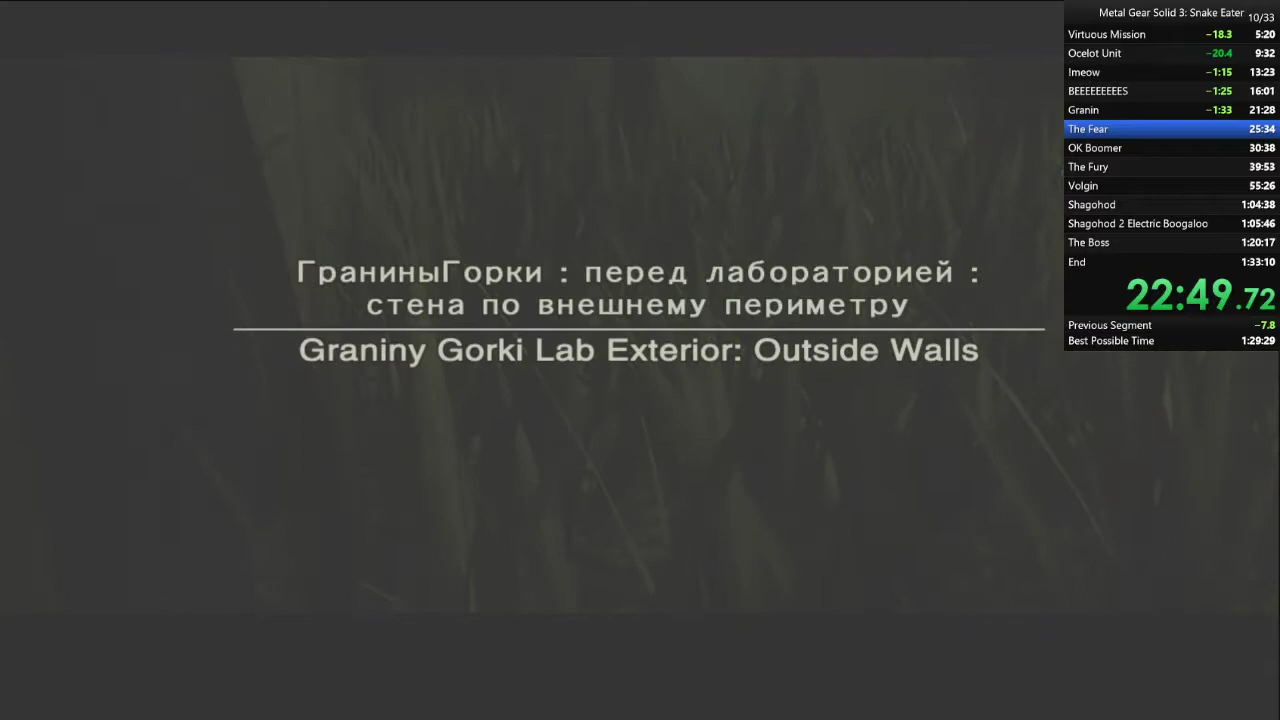 ГраниныГорки : перед лабораторией :
стена по внешнему периметру
Graniny Gorki Lab Exterior: Outside Walls
Metal Gear Solid 3: Snake Eater 10/33
Virtuous Mission -18.3 5:20
Ocelot Unit -20.4 9:32
Imeow -1:15 13:23
BEEEEEEEEES -1:25 16:01
Granin -1:33 21:28
The Fear 25:34
OK Boomer 30:38
The Fury 39:53
Volgin 55:26
Shagohod 1:04:38
Shagohod 2 Electric Boogaloo 1:05:46
The Boss 1:20:17
End 1:33:10
22:49.72
Previous Segment -7.8
Best Possible Time 1:29:29